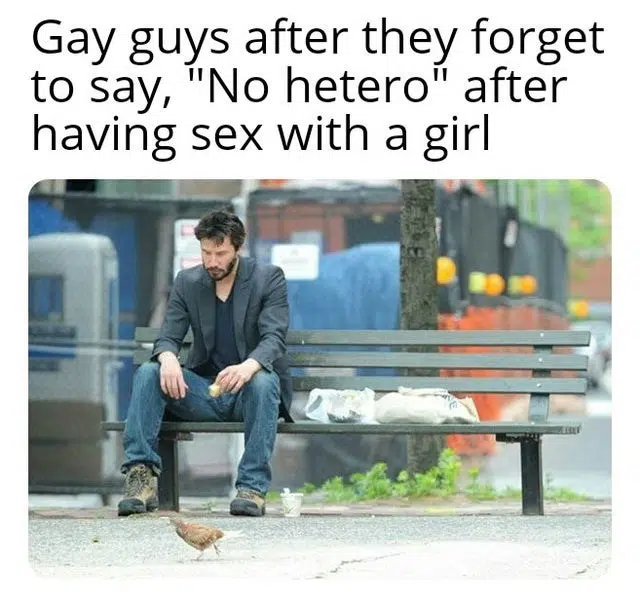 Gay guys after they forget
to say, "No hetero" after
having sex with a girl